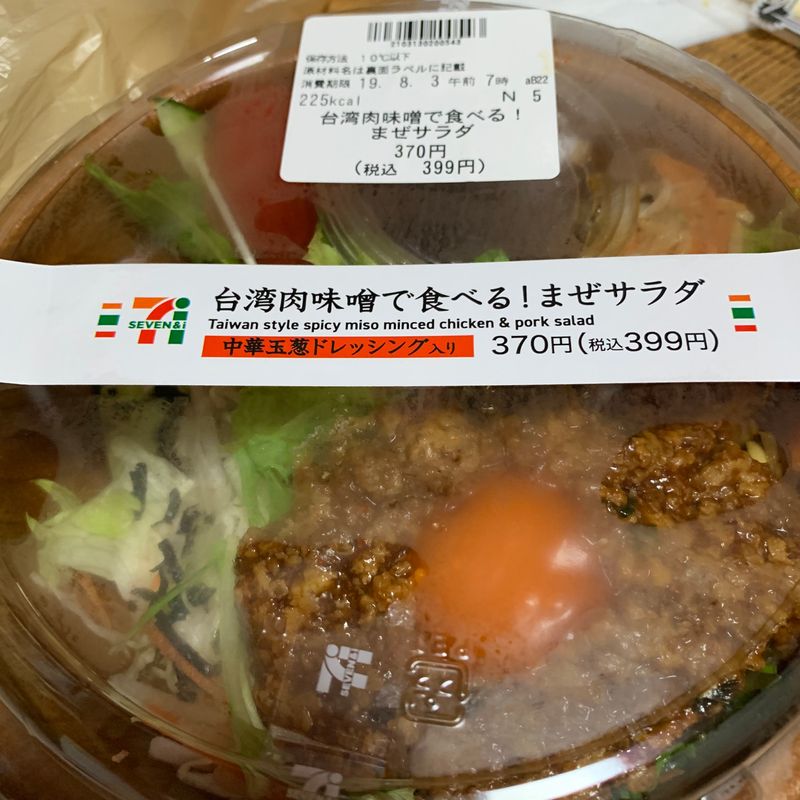 2103130200543
保存方法 10℃以下
原材料名は裏面ラベルに記載
消費期限 19. 8. 3 午前 7時 aB22
225kcal N 5
台湾肉味噌で食べる!
まぜサラダ
370円
(税込 399円)
SEVEN&i
台湾肉味噌で食べる!まぜサラダ
Taiwan style spicy miso minced chicken & pork salad
中華玉葱ドレッシング入り 370円(税込399円)
プラ